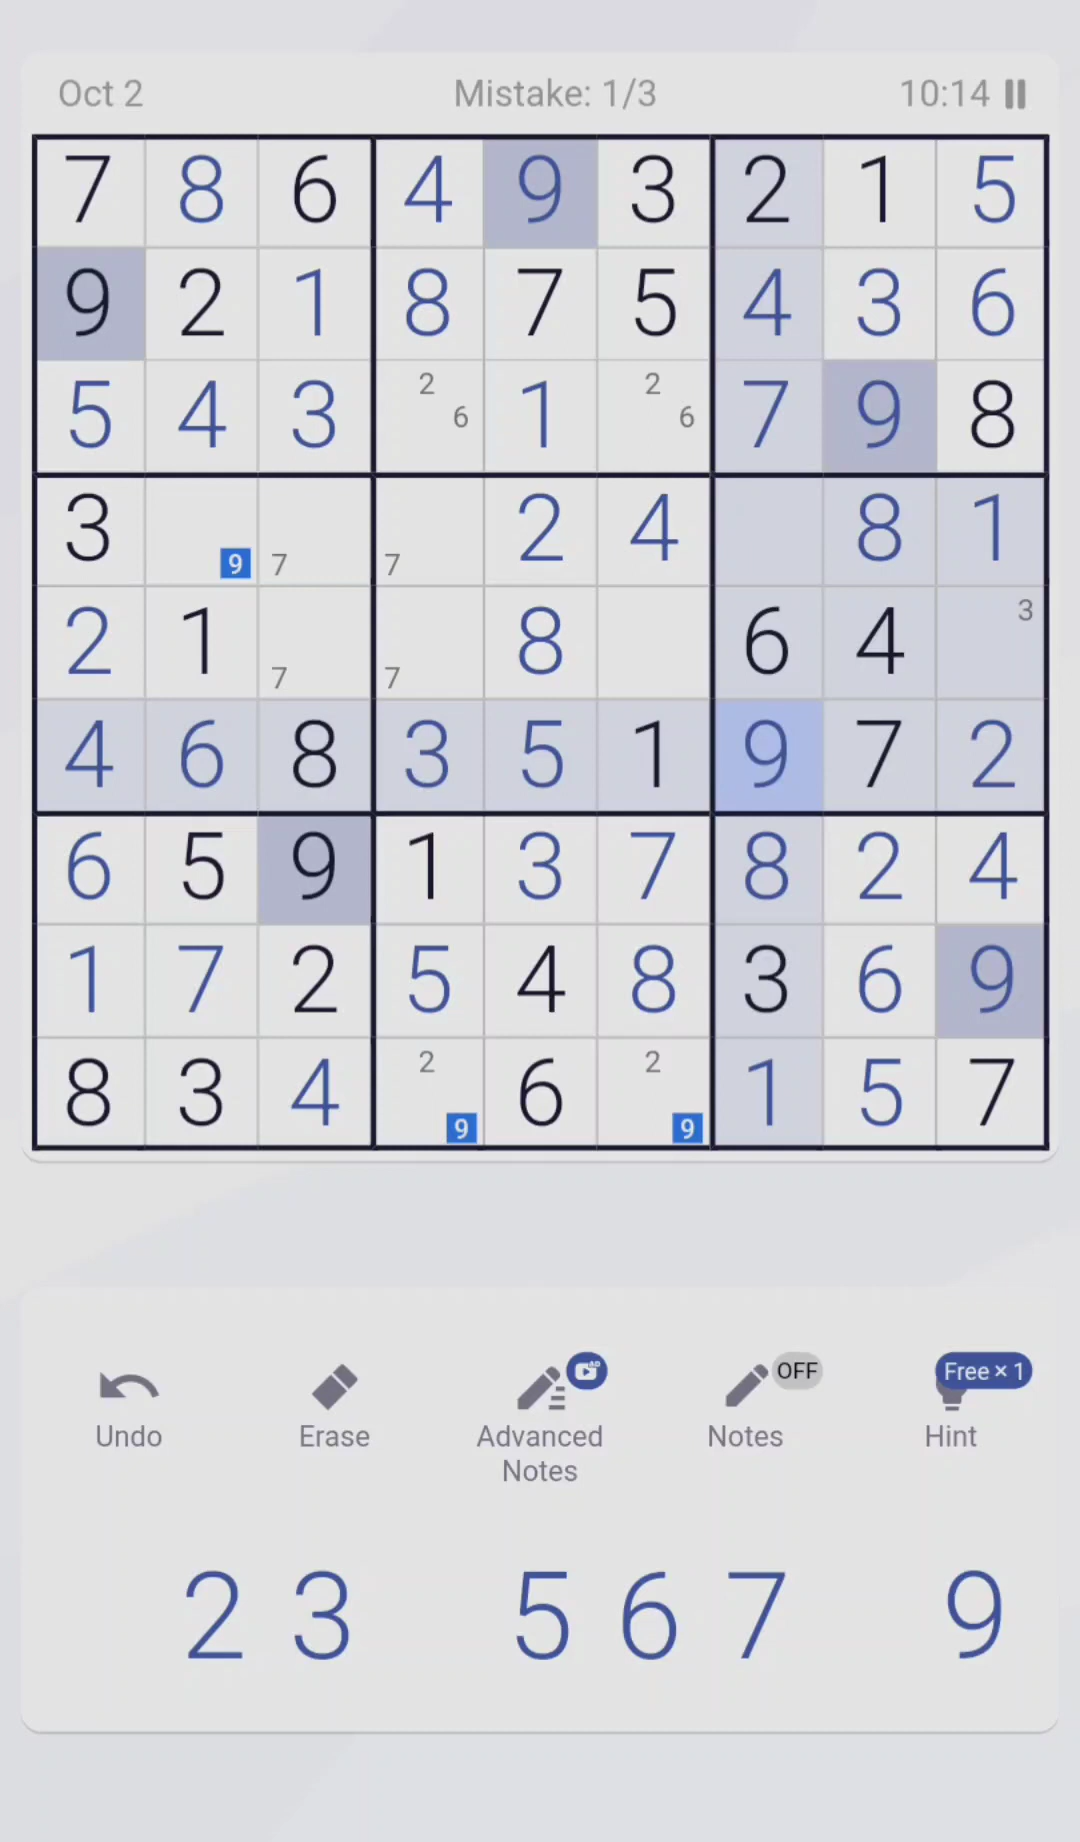 Oct 2 Mistake: 1/3 10:14
7 8 6 4 9 3 2 1 5
9 2 1 8 7 5 4 3 6
5 4 3 2 6 1 2 6 7 9 8
3 9 7 7 2 4 8 1
2 1 7 7 8 6 4 3
4 6 8 3 5 1 9 7 2
6 5 9 1 3 7 8 2 4
1 7 2 5 4 8 3 6 9
8 3 4 2 9 6 2 9 1 5 7
AD OFF Free × 1
Undo Erase Advanced Notes Notes Hint
2 3 5 6 7 9